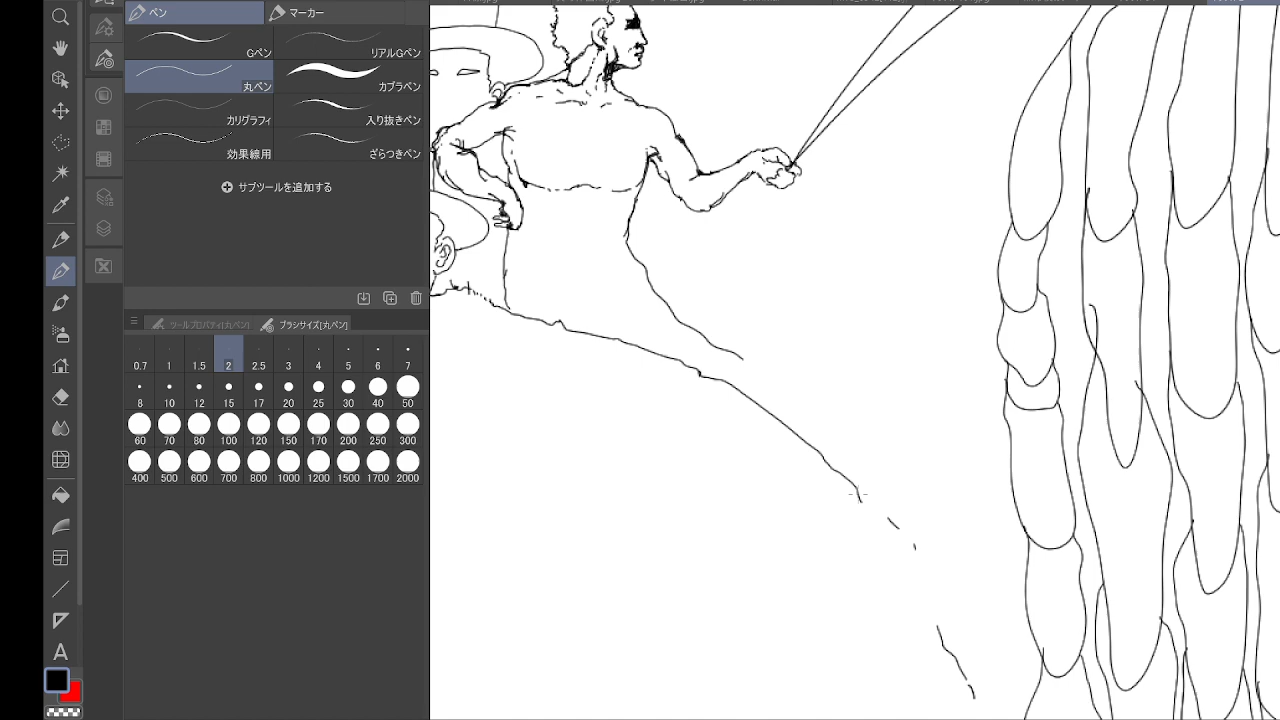 ペン マーカー
Gペン リアルGペン
丸ペン カブラペン
カリグラフィ 入り抜きペン
効果線用 ざらつきペン
サブツールを追加する
ツールプロパティ[丸ペン] ブラシサイズ[丸ペン]
0.7 1 1.5 2 2.5 3 4 5 6 7
8 10 12 15 17 20 25 30 40 50
60 70 80 100 120 150 170 200 250 300
400 500 600 700 800 1000 1200 1500 1700 2000